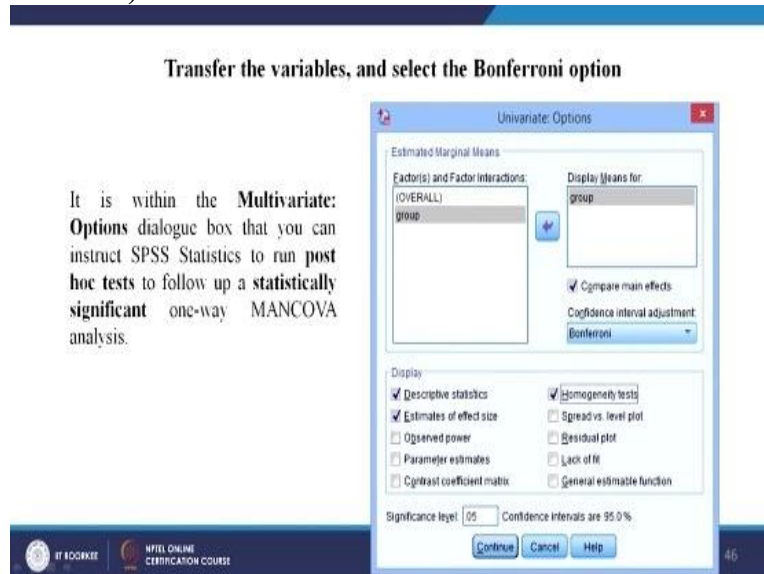 Transfer the variables, and select the Bonferroni option
It is within the Multivariate:
Options dialogue box that you can
instruct SPSS Statistics to run post
hoc tests to follow up a statistically
significant one-way MANCOVA
analysis.
Univariate: Options
Estimated Marginal Means
Factor(s) and Factor Interactions:
(OVERALL)
group
Display Means for:
group
Compare main effects
Confidence interval adjustment:
Bonferroni
Display
Descriptive statistics
Homogeneity tests
Estimates of effect size
Spread vs. level plot
Observed power
Residual plot
Parameter estimates
Lack of fit
Contrast coefficient matrix
General estimable function
Significance level: .05 Confidence intervals are 95.0 %
Continue Cancel Help
IIT ROORKEE
NPTEL ONLINE
CERTIFICATION COURSE
46